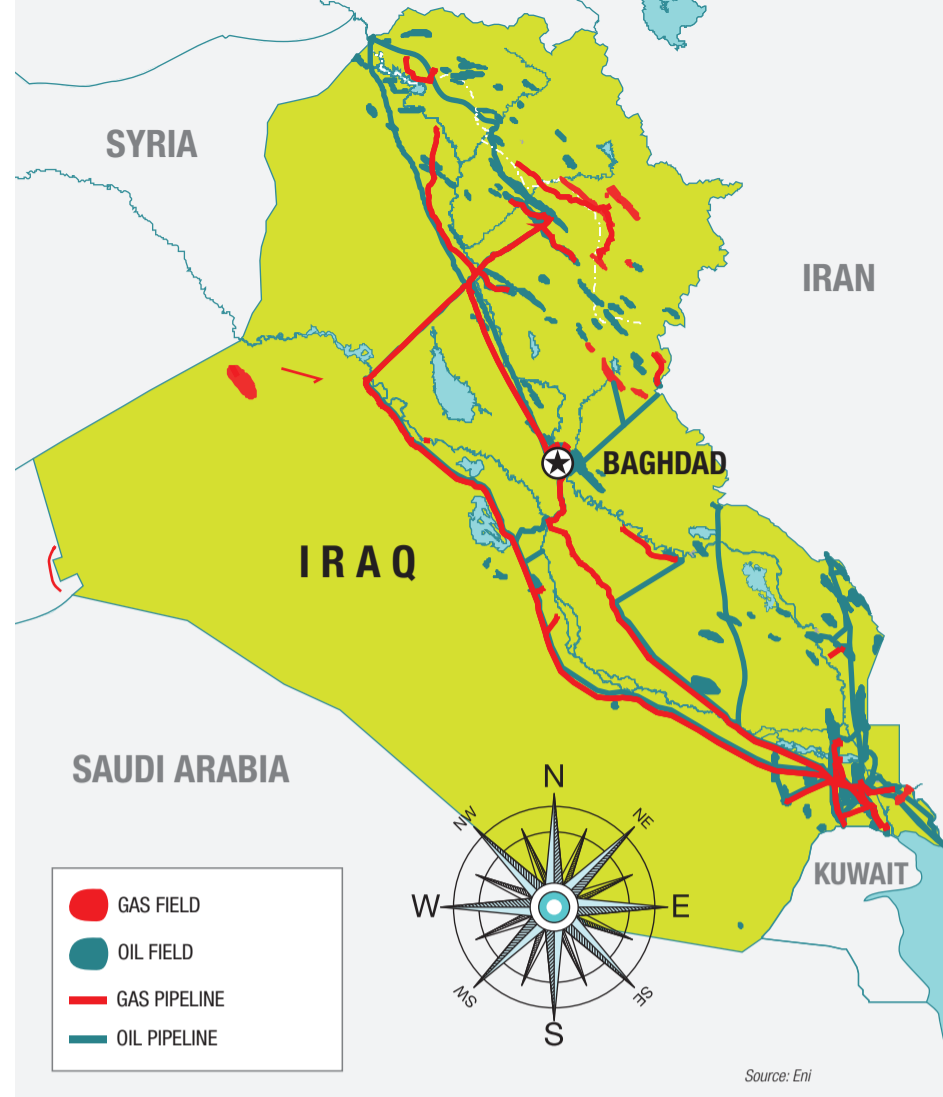 SYRIA
IRAN
BAGHDAD
IRAQ
SAUDI ARABIA
KUWAIT
N
NW
NE
W
E
SW
SE
S
GAS FIELD
OIL FIELD
GAS PIPELINE
OIL PIPELINE
Source: Eni